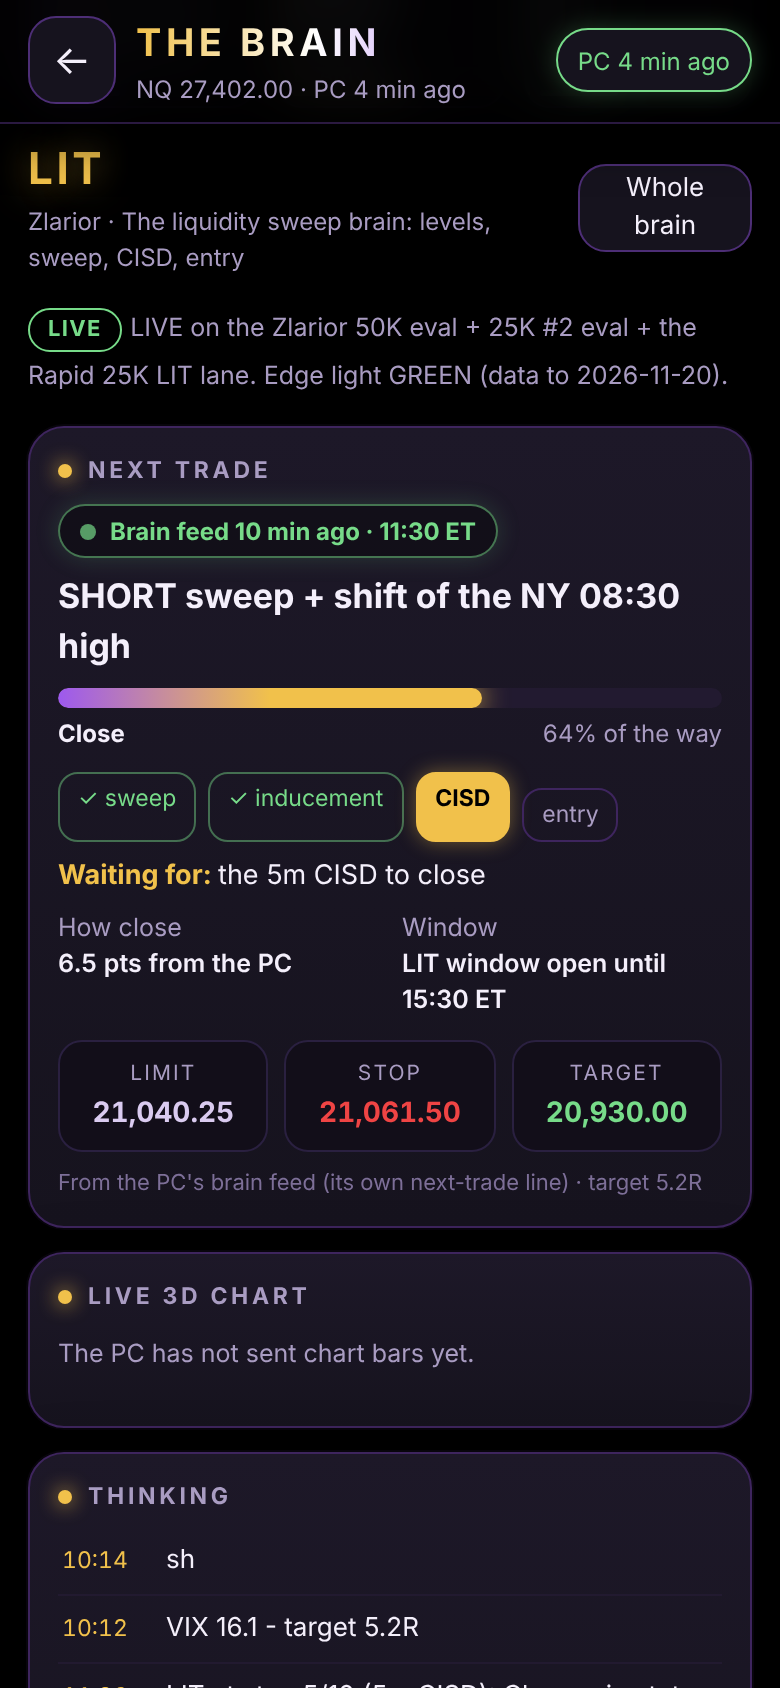 ←
THE BRAIN
NQ 27,402.00 · PC 4 min ago
PC 4 min ago
LIT
Zlarior · The liquidity sweep brain: levels,
sweep, CISD, entry
Whole
brain
LIVE LIVE on the Zlarior 50K eval + 25K #2 eval + the
Rapid 25K LIT lane. Edge light GREEN (data to 2026-11-20).
NEXT TRADE
Brain feed 10 min ago · 11:30 ET
SHORT sweep + shift of the NY 08:30
high
Close 64% of the way
✓ sweep ✓ inducement CISD entry
Waiting for: the 5m CISD to close
How close
6.5 pts from the PC
Window
LIT window open until
15:30 ET
LIMIT
21,040.25
STOP
21,061.50
TARGET
20,930.00
From the PC's brain feed (its own next-trade line) · target 5.2R
LIVE 3D CHART
The PC has not sent chart bars yet.
THINKING
10:14 sh
10:12 VIX 16.1 - target 5.2R